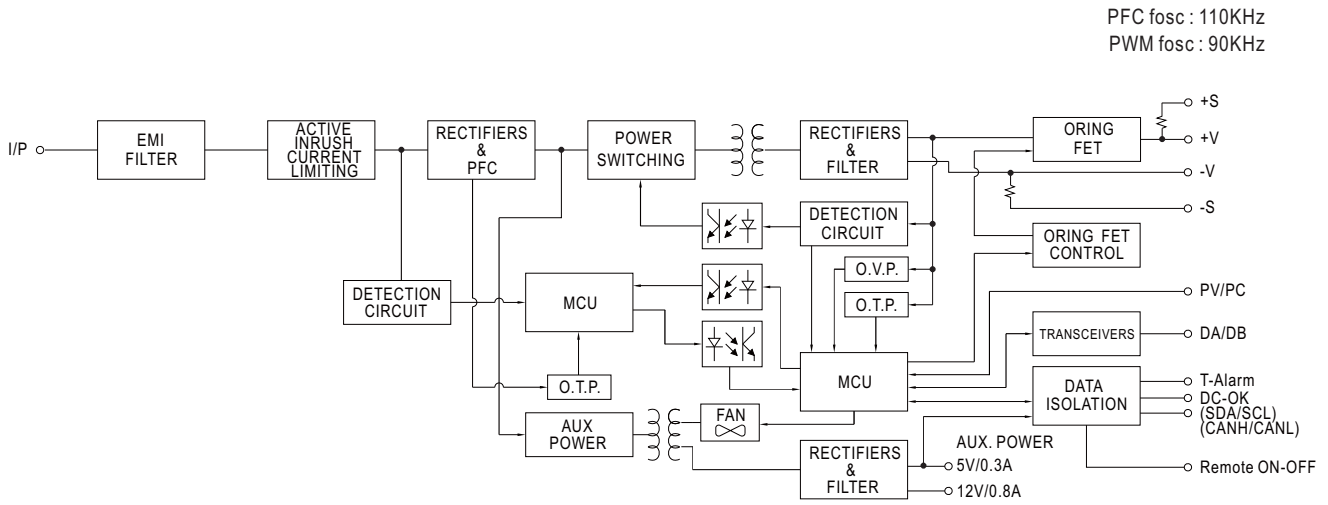 PFC fosc : 110KHz
PWM fosc : 90KHz
I/P
EMI
FILTER
ACTIVE
INRUSH
CURRENT
LIMITING
RECTIFIERS
&
PFC
POWER
SWITCHING
RECTIFIERS
&
FILTER
ORING
FET
+S
+V
-V
-S
DETECTION
CIRCUIT
ORING FET
CONTROL
O.V.P.
O.T.P.
DETECTION
CIRCUIT
MCU
PV/PC
TRANSCEIVERS
DA/DB
O.T.P.
MCU
DATA
ISOLATION
T-Alarm
DC-OK
(SDA/SCL)
(CANH/CANL)
AUX
POWER
FAN
RECTIFIERS
&
FILTER
AUX. POWER
5V/0.3A
12V/0.8A
Remote ON-OFF